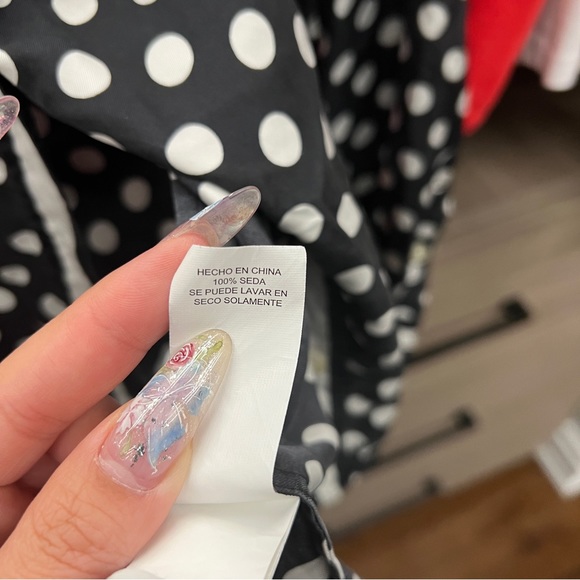 HECHO EN CHINA
100% SEDA
SE PUEDE LAVAR EN
SECO SOLAMENTE